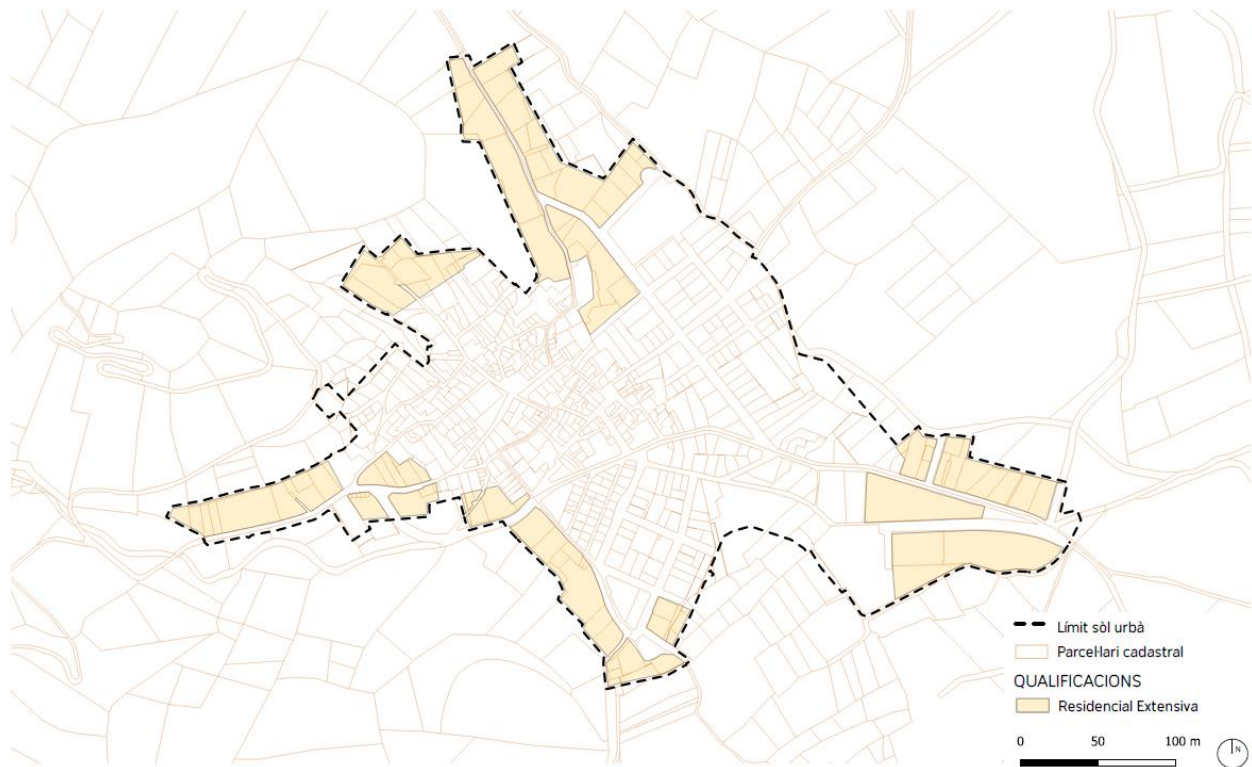 Límit sòl urbà
Parcel·lari cadastral
QUALIFICACIONS
Residencial Extensiva
0 50 100 m
N